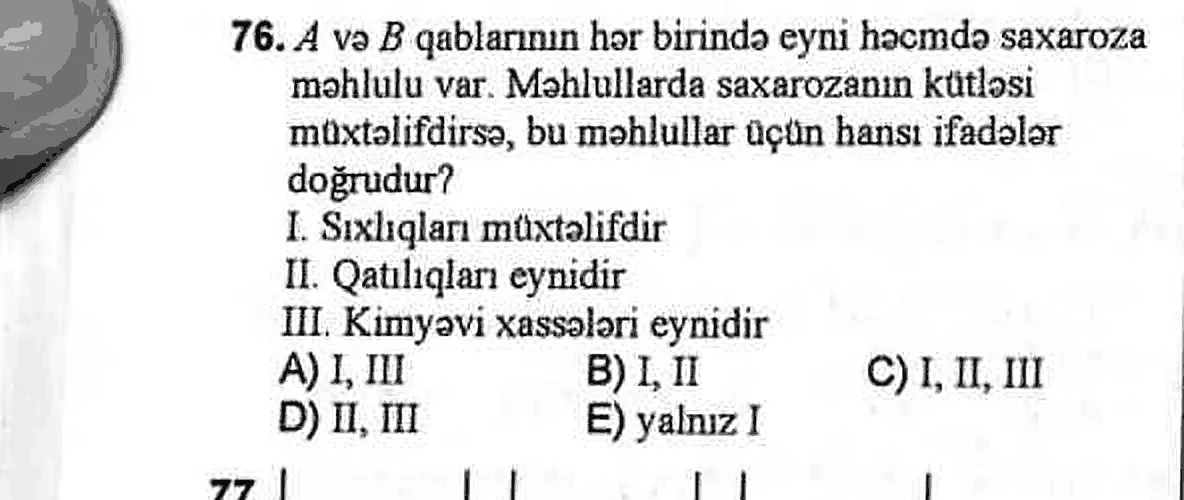 76. A və B qablarının hər birində eyni həcmdə saxaroza
məhlulu var. Məhlullarda saxarozanın kütləsi
müxtəlifdirsə, bu məhlullar üçün hansı ifadələr
doğrudur?
I. Sıxlıqları müxtəlifdir
II. Qatılıqları eynidir
III. Kimyəvi xassələri eynidir
A) I, III B) I, II C) I, II, III
D) II, III E) yalnız I
77